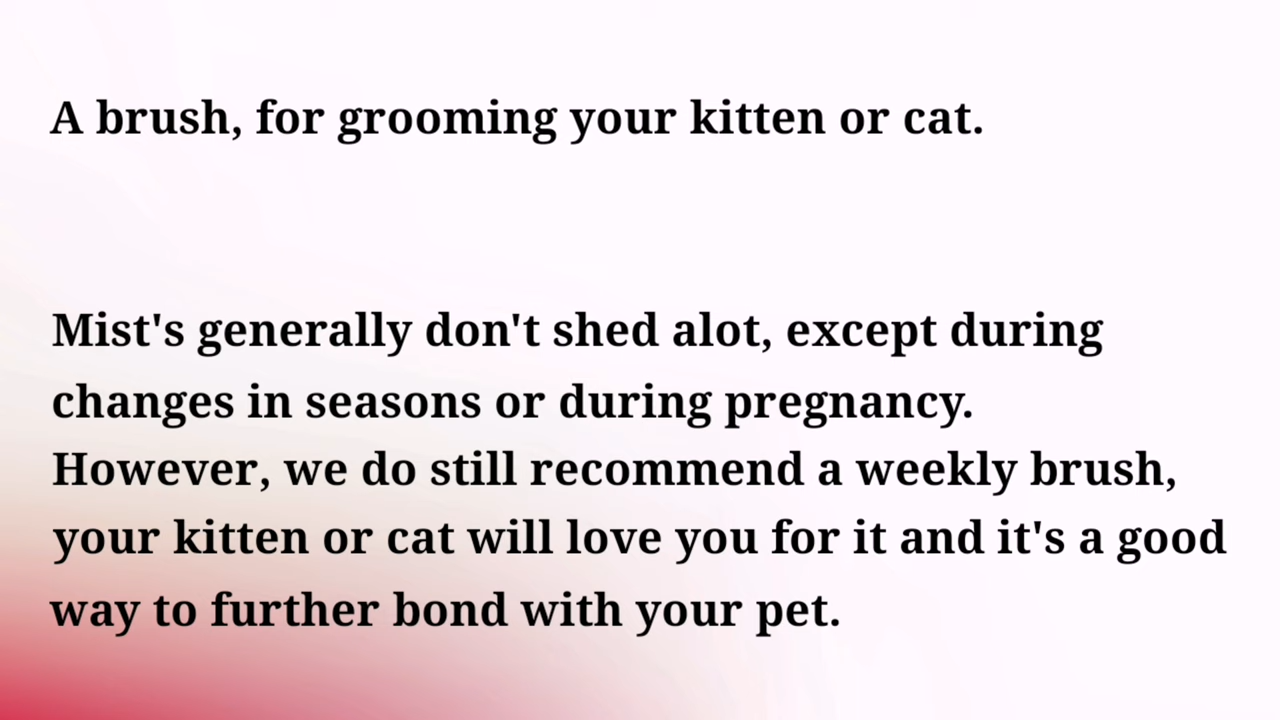 A brush, for grooming your kitten or cat.
Mist's generally don't shed alot, except during
changes in seasons or during pregnancy.
However, we do still recommend a weekly brush,
your kitten or cat will love you for it and it's a good
way to further bond with your pet.